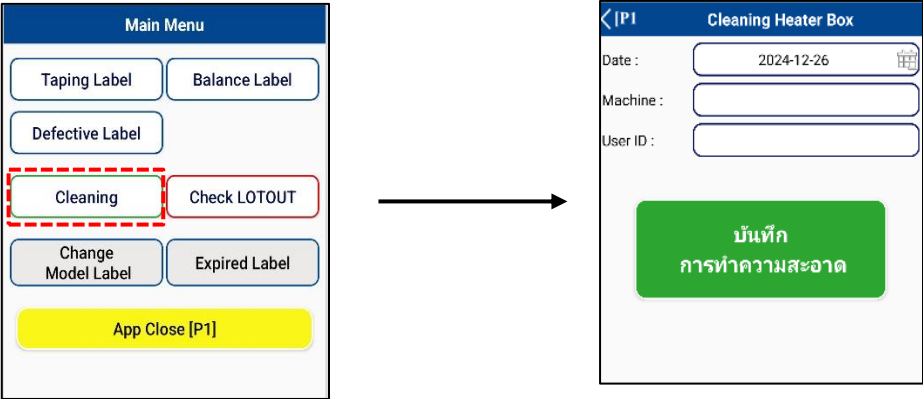 Main Menu
Taping Label
Balance Label
Defective Label
Cleaning
Check LOTOUT
Change
Model Label
Expired Label
App Close [P1]
[P1
Cleaning Heater Box
Date :
2024-12-26
Machine :
User ID :
บันทึก
การทำความสะอาด